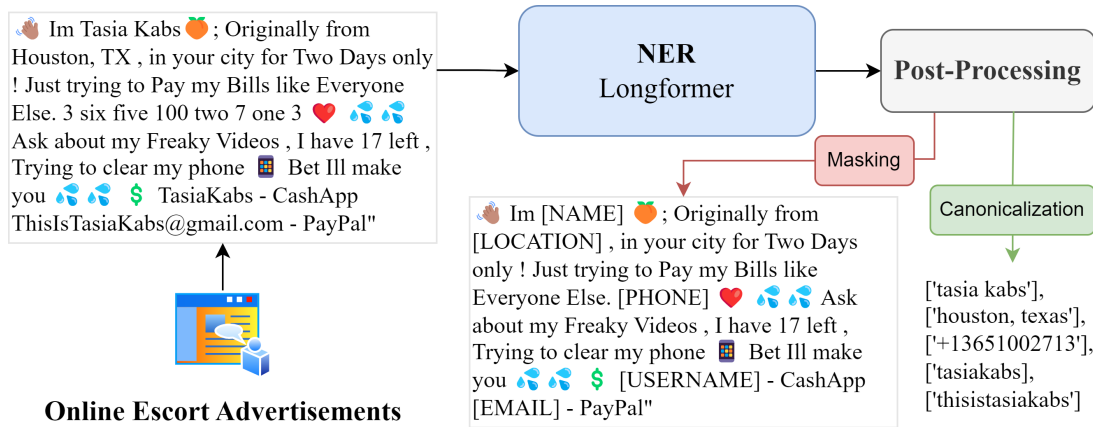 👋🏽 Im Tasia Kabs 🍑 ; Originally from
Houston, TX , in your city for Two Days only
! Just trying to Pay my Bills like Everyone
Else. 3 six five 100 two 7 one 3 ❤️ 💦 💦
Ask about my Freaky Videos , I have 17 left ,
Trying to clear my phone 📱 Bet Ill make
you 💦 💦 💲 TasiaKabs - CashApp
ThisIsTasiaKabs@gmail.com - PayPal"
Online Escort Advertisements
NER
Longformer
Post-Processing
Masking
Canonicalization
👋🏽 Im [NAME] 🍑 ; Originally from
[LOCATION] , in your city for Two Days
only ! Just trying to Pay my Bills like
Everyone Else. [PHONE] ❤️ 💦 💦 Ask
about my Freaky Videos , I have 17 left ,
Trying to clear my phone 📱 Bet Ill make
you 💦 💦 💲 [USERNAME] - CashApp
[EMAIL] - PayPal"
['tasia kabs'],
['houston, texas'],
['+13651002713'],
['tasiakabs],
['thisistasiakabs']